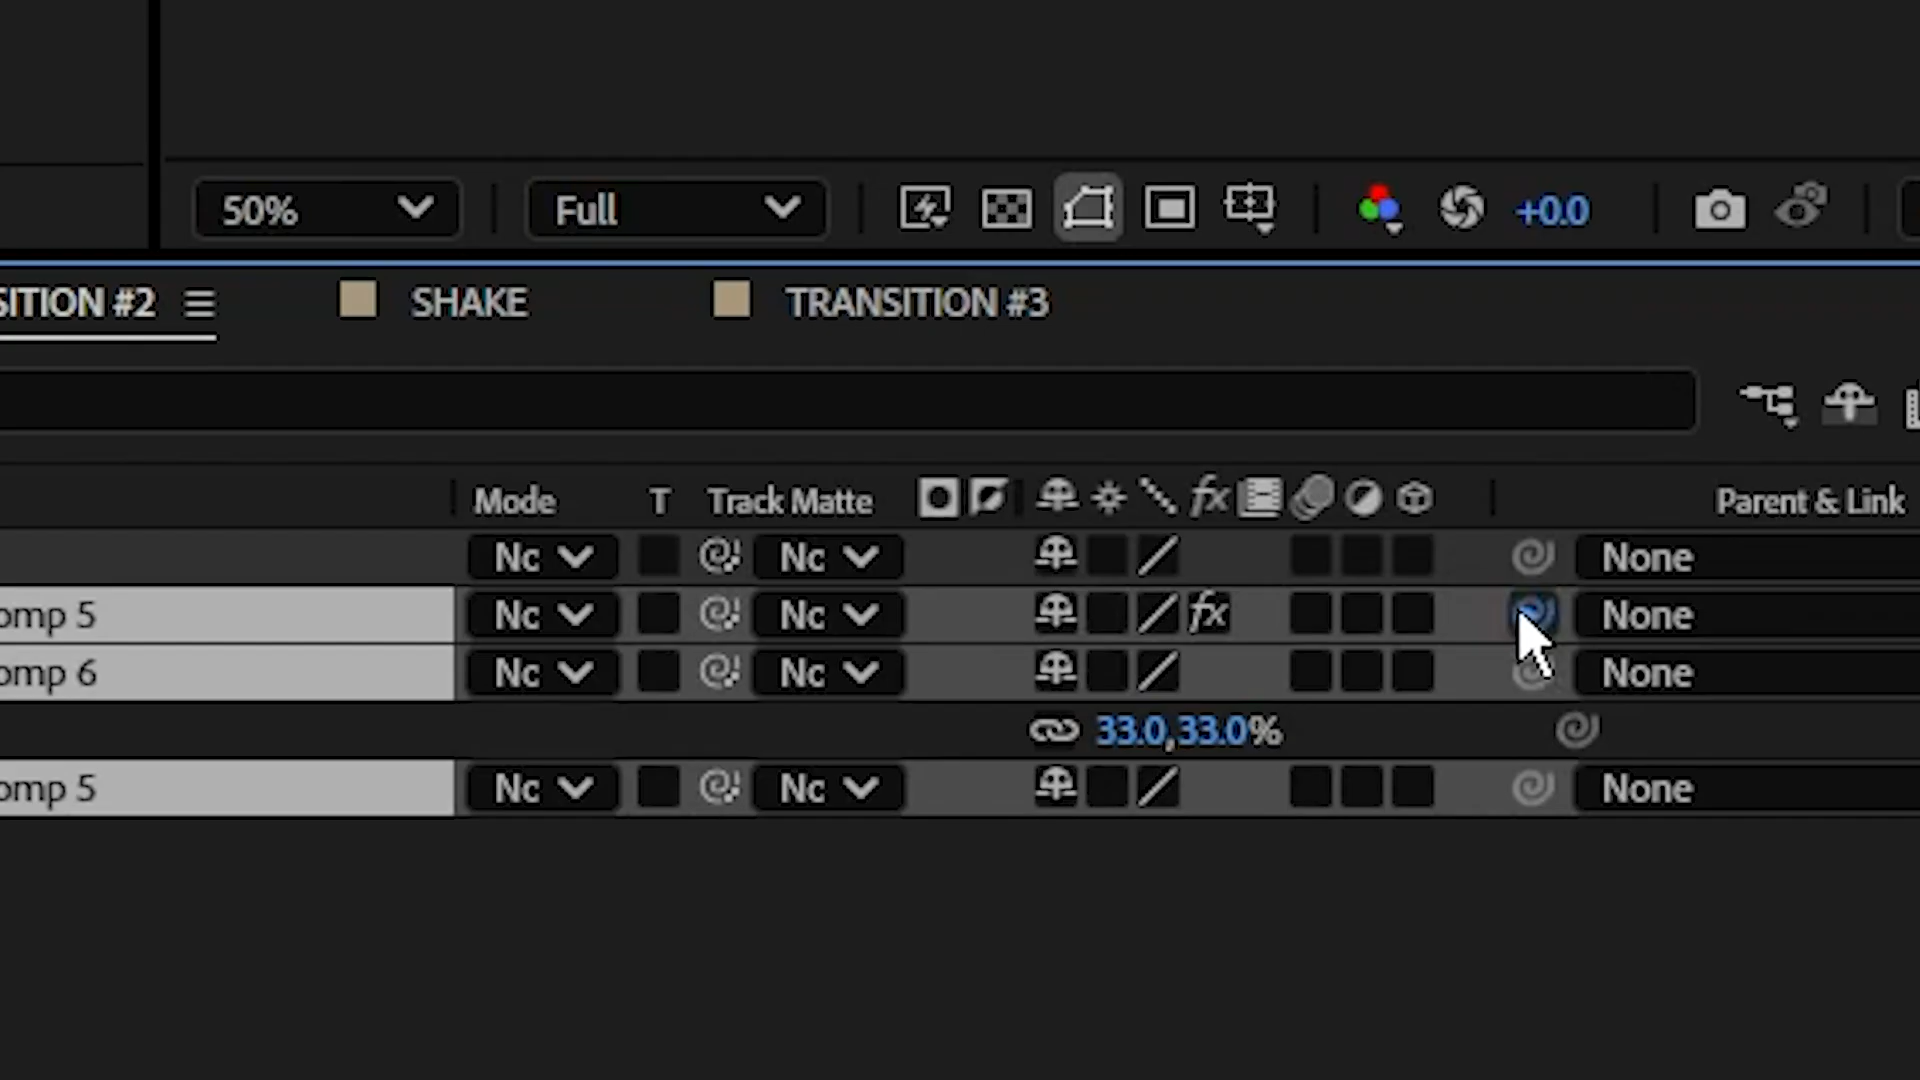 50% Full +0.0
SITION #2 SHAKE TRANSITION #3
Mode T Track Matte fx Parent & Link
Nc Nc None
omp 5 Nc Nc fx None
omp 6 Nc Nc None
33.0,33.0%
omp 5 Nc Nc None